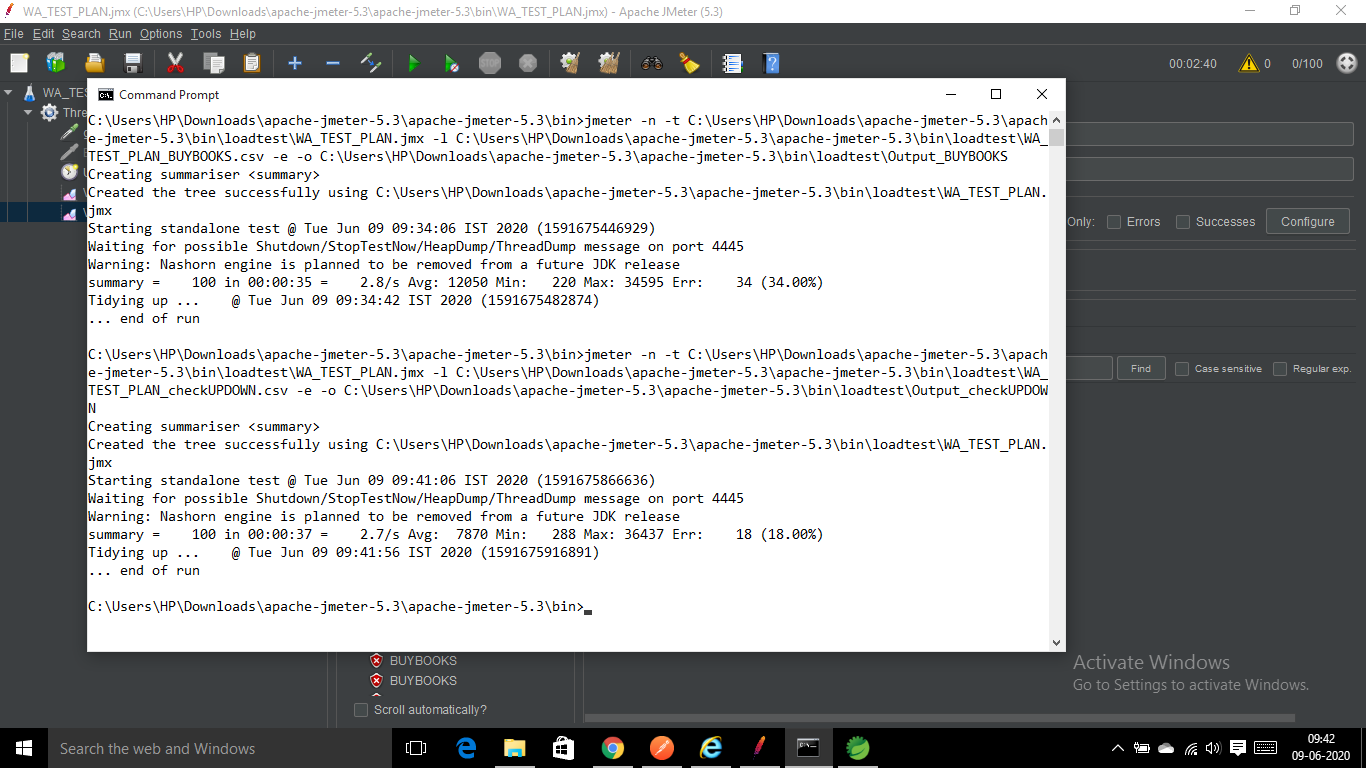 WA_TEST_PLAN.jmx (C:\Users\HP\Downloads\apache-jmeter-5.3\apache-jmeter-5.3\bin\WA_TEST_PLAN.jmx) - Apache JMeter (5.3)
File Edit Search Run Options Tools Help
00:02:40 0 0/100
WA_TES
Thre
Command Prompt
C:\Users\HP\Downloads\apache-jmeter-5.3\apache-jmeter-5.3\bin>jmeter -n -t C:\Users\HP\Downloads\apache-jmeter-5.3\apach
e-jmeter-5.3\bin\loadtest\WA_TEST_PLAN.jmx -l C:\Users\HP\Downloads\apache-jmeter-5.3\apache-jmeter-5.3\bin\loadtest\WA_
TEST_PLAN_BUYBOOKS.csv -e -o C:\Users\HP\Downloads\apache-jmeter-5.3\apache-jmeter-5.3\bin\loadtest\Output_BUYBOOKS
Creating summariser <summary>
Created the tree successfully using C:\Users\HP\Downloads\apache-jmeter-5.3\apache-jmeter-5.3\bin\loadtest\WA_TEST_PLAN.
jmx
Starting standalone test @ Tue Jun 09 09:34:06 IST 2020 (1591675446929)
Waiting for possible Shutdown/StopTestNow/HeapDump/ThreadDump message on port 4445
Warning: Nashorn engine is planned to be removed from a future JDK release
summary =    100 in 00:00:35 =    2.8/s Avg: 12050 Min:   220 Max: 34595 Err:    34 (34.00%)
Tidying up ...    @ Tue Jun 09 09:34:42 IST 2020 (1591675482874)
... end of run
C:\Users\HP\Downloads\apache-jmeter-5.3\apache-jmeter-5.3\bin>jmeter -n -t C:\Users\HP\Downloads\apache-jmeter-5.3\apach
e-jmeter-5.3\bin\loadtest\WA_TEST_PLAN.jmx -l C:\Users\HP\Downloads\apache-jmeter-5.3\apache-jmeter-5.3\bin\loadtest\WA_
TEST_PLAN_checkUPDOWN.csv -e -o C:\Users\HP\Downloads\apache-jmeter-5.3\apache-jmeter-5.3\bin\loadtest\Output_checkUPDOW
N
Creating summariser <summary>
Created the tree successfully using C:\Users\HP\Downloads\apache-jmeter-5.3\apache-jmeter-5.3\bin\loadtest\WA_TEST_PLAN.
jmx
Starting standalone test @ Tue Jun 09 09:41:06 IST 2020 (1591675866636)
Waiting for possible Shutdown/StopTestNow/HeapDump/ThreadDump message on port 4445
Warning: Nashorn engine is planned to be removed from a future JDK release
summary =    100 in 00:00:37 =    2.7/s Avg:  7870 Min:   288 Max: 36437 Err:    18 (18.00%)
Tidying up ...    @ Tue Jun 09 09:41:56 IST 2020 (1591675916891)
... end of run
C:\Users\HP\Downloads\apache-jmeter-5.3\apache-jmeter-5.3\bin>
Only: Errors Successes Configure
Find Case sensitive Regular exp.
BUYBOOKS
BUYBOOKS
Scroll automatically?
Activate Windows
Go to Settings to activate Windows.
Search the web and Windows
09:42
09-06-2020